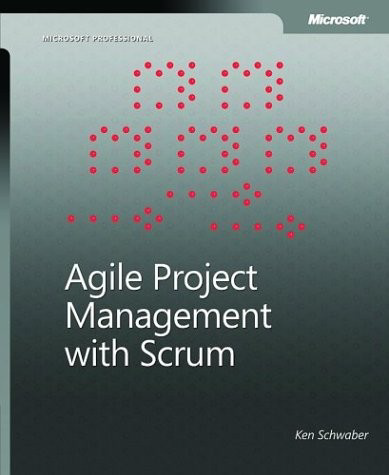 Microsoft®
MICROSOFT PROFESSIONAL
Agile Project
Management
with Scrum
Ken Schwaber